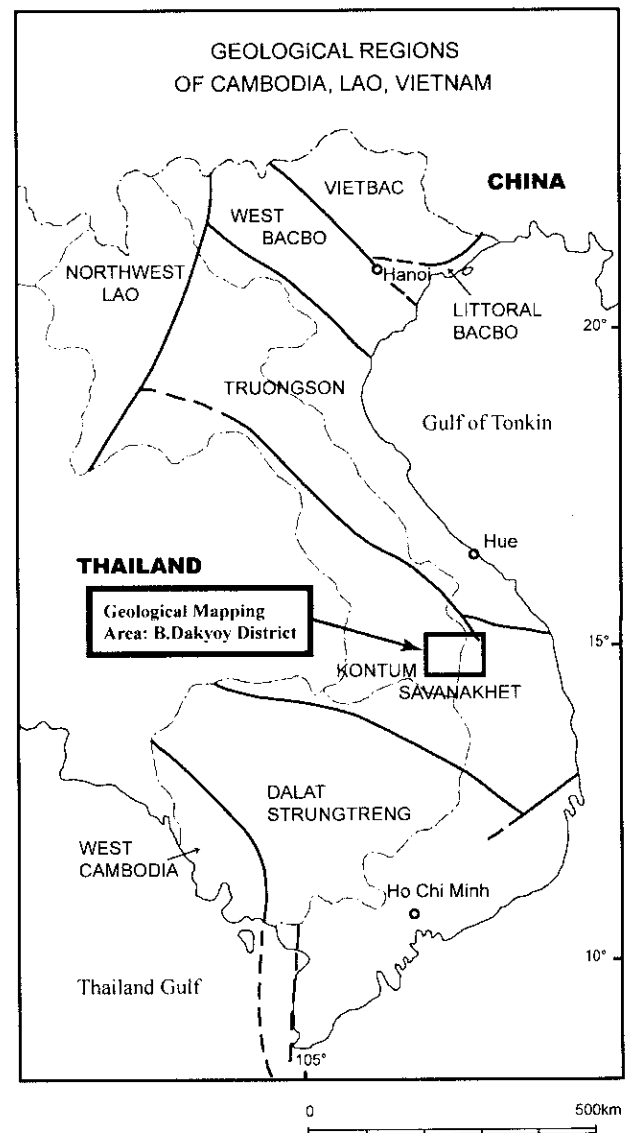 GEOLOGICAL REGIONS
OF CAMBODIA, LAO, VIETNAM
VIETBAC
CHINA
WEST
BACBO
NORTHWEST
LAO
Hanoi
LITTORAL
BACBO
20°
TRUONGSON
Gulf of Tonkin
Hue
THAILAND
Geological Mapping
Area: B.Dakyoy District
15°
KONTUM
SAVANAKHET
DALAT
STRUNGTRENG
WEST
CAMBODIA
Ho Chi Minh
10°
Thailand Gulf
105°
0
500km